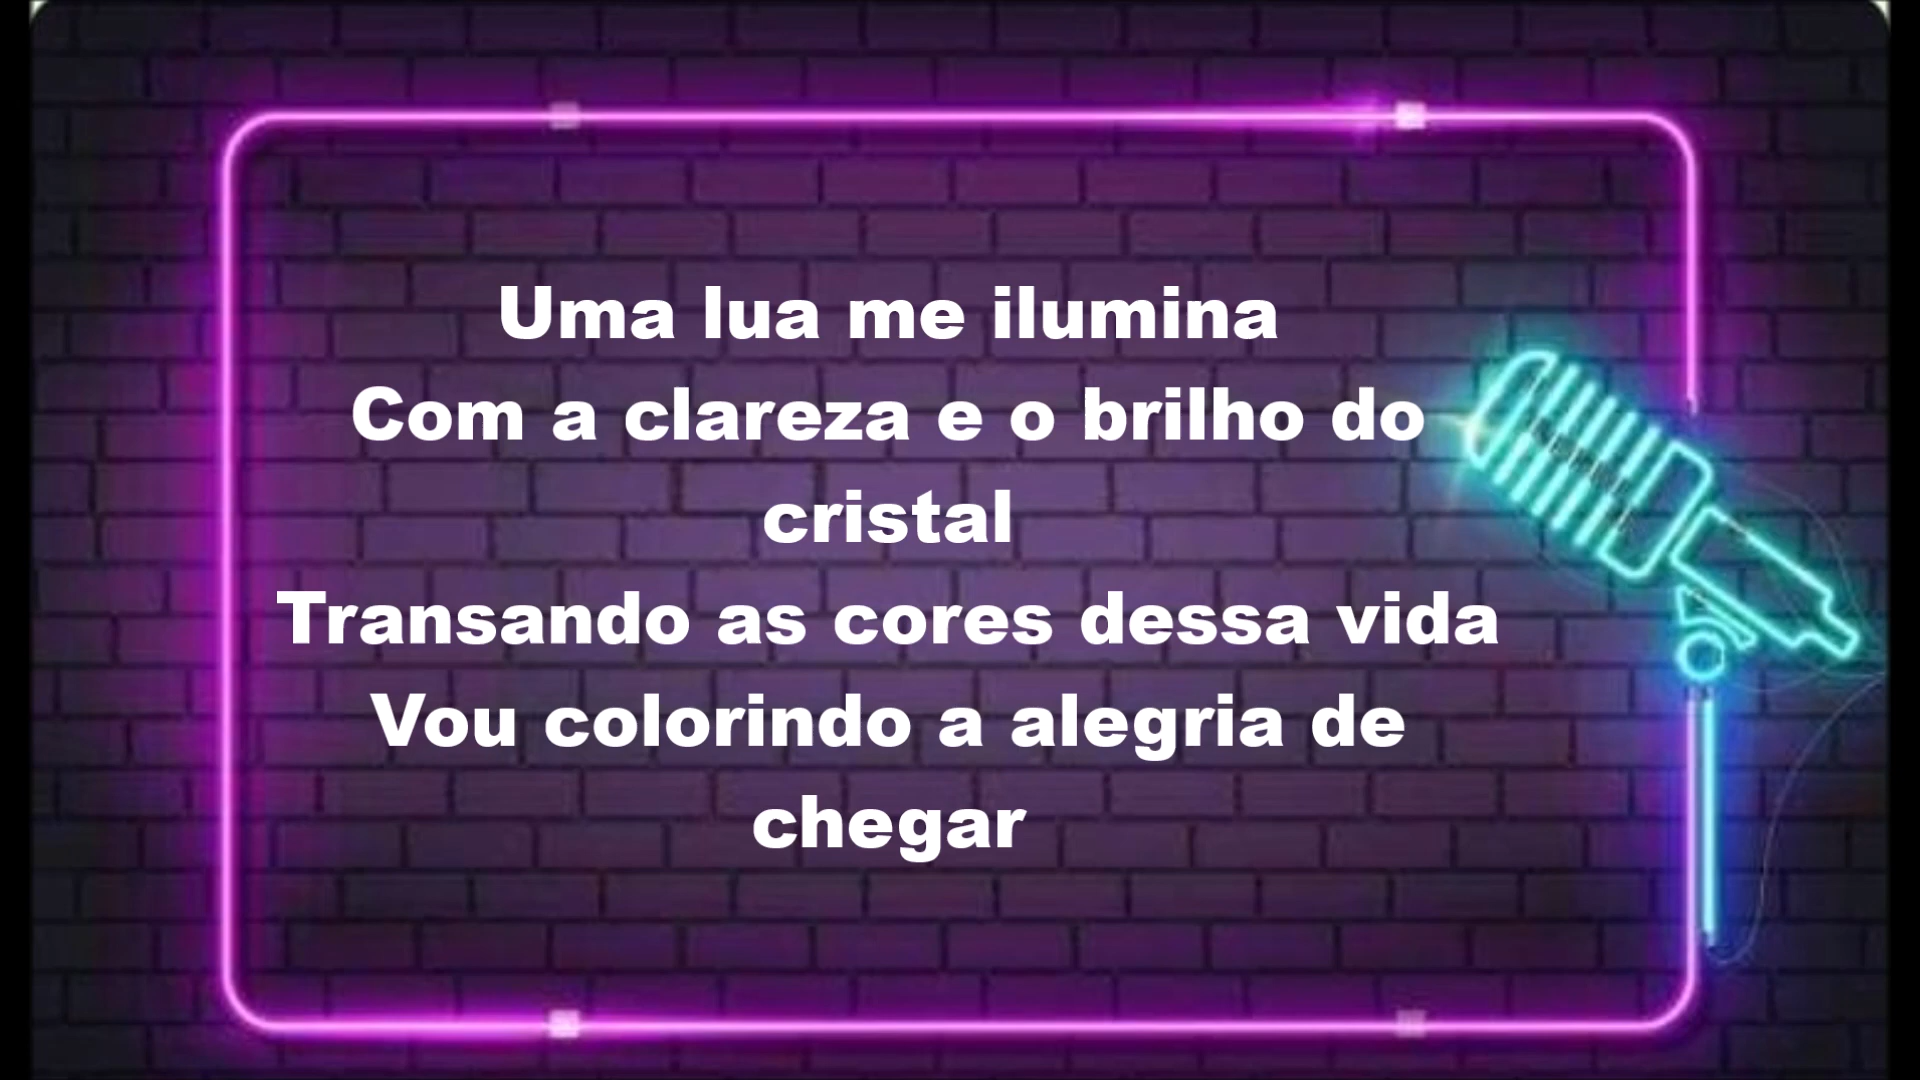 Uma lua me ilumina
Com a clareza e o brilho do
cristal
Transando as cores dessa vida
Vou colorindo a alegria de
chegar